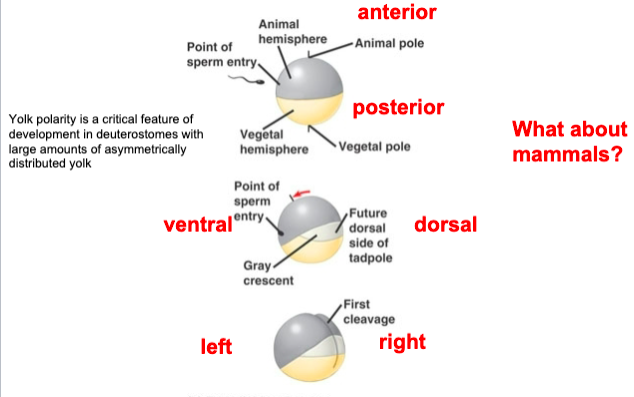 anterior
Animal
hemisphere
Animal pole
Point of
sperm entry
posterior
Yolk polarity is a critical feature of
development in deuterostomes with
large amounts of asymmetrically
distributed yolk
What about
mammals?
Vegetal
hemisphere
Vegetal pole
Point of
sperm
entry
ventral
Future
dorsal
side of
tadpole
dorsal
Gray
crescent
First
cleavage
left
right